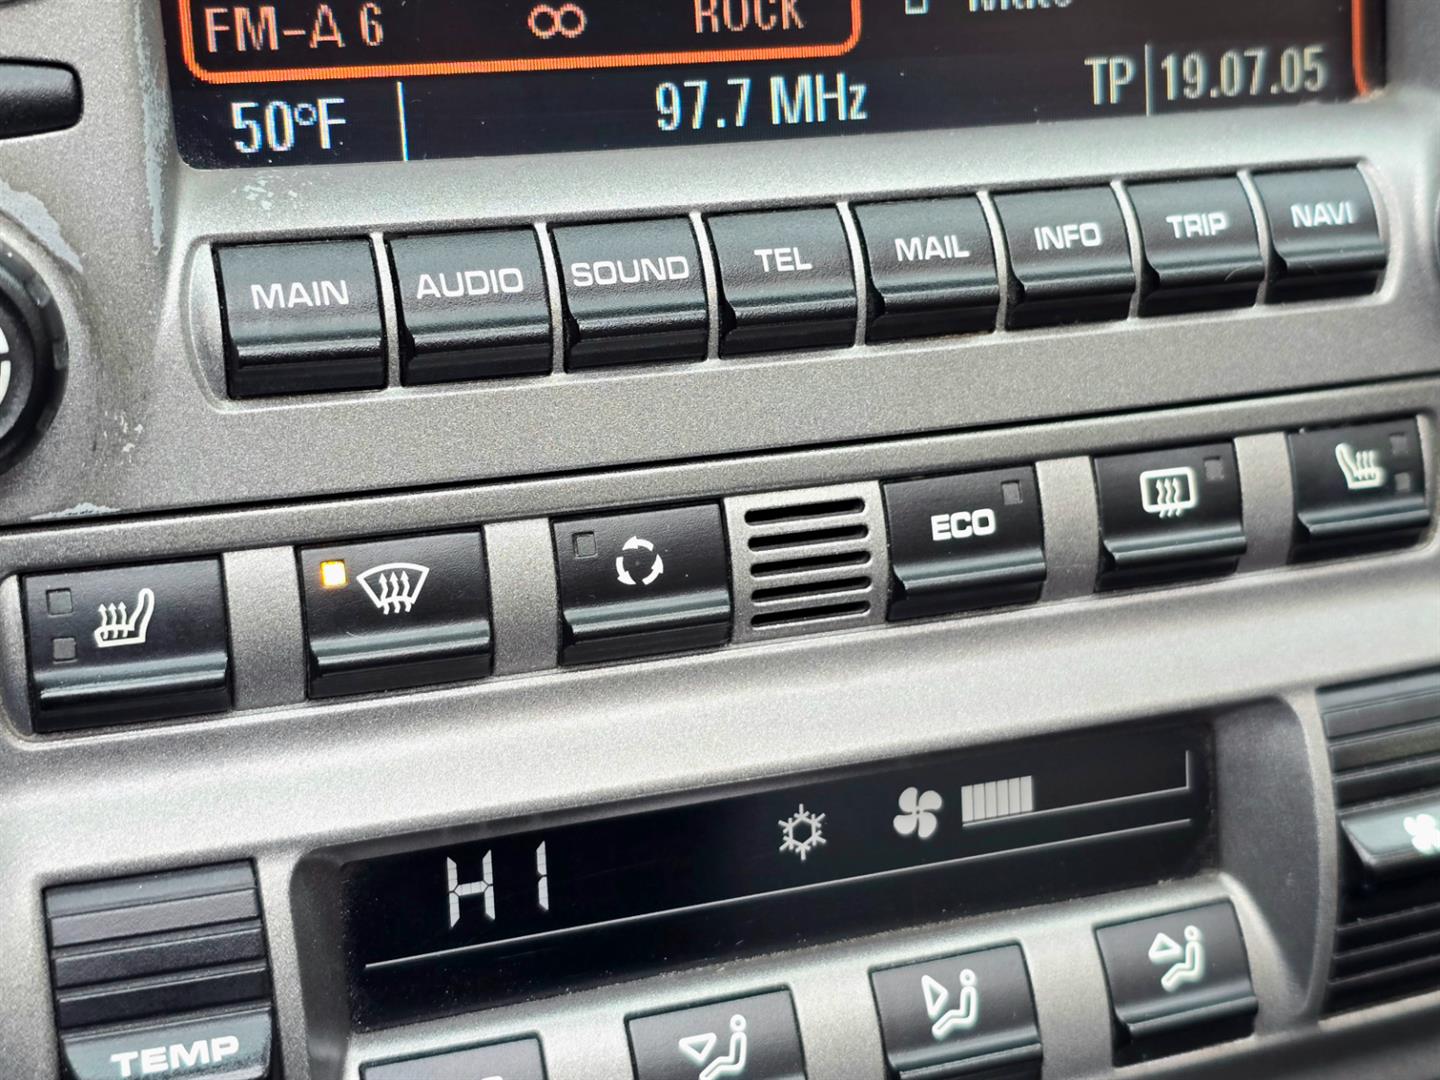 FM-A 6 ∞ ROCK
50°F 97.7 MHz TP 19.07.05
MAIN AUDIO SOUND TEL MAIL INFO TRIP NAVI
ECO
HI
TEMP